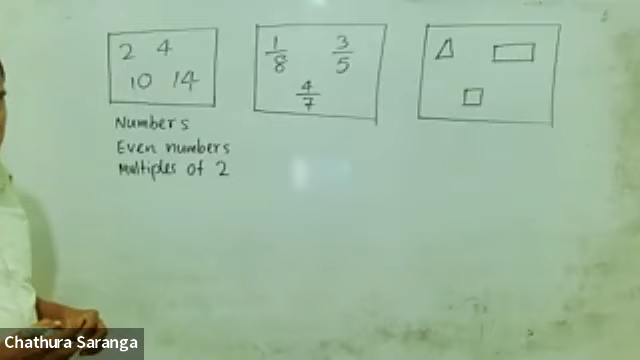 2 4
10 14
1/8 3/5
4/7
Numbers
Even numbers
Multiples of 2
Chathura Saranga